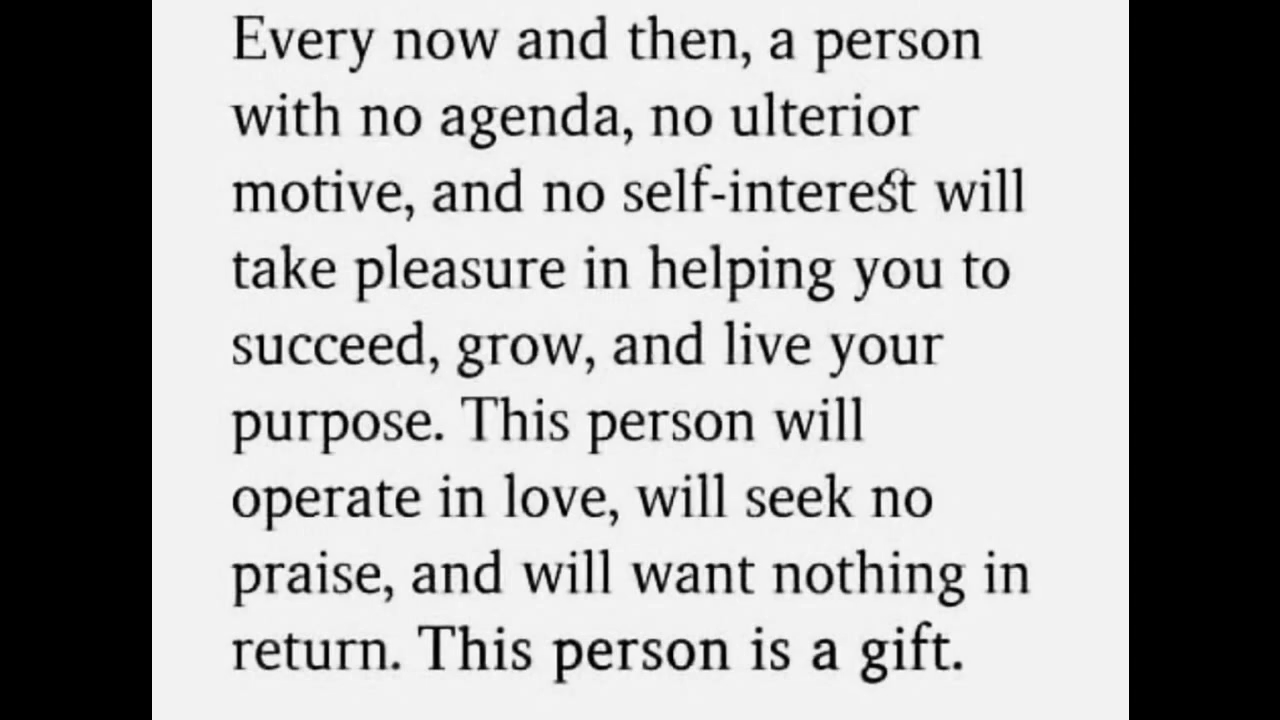 Every now and then, a person
with no agenda, no ulterior
motive, and no self-interest will
take pleasure in helping you to
succeed, grow, and live your
purpose. This person will
operate in love, will seek no
praise, and will want nothing in
return. This person is a gift.